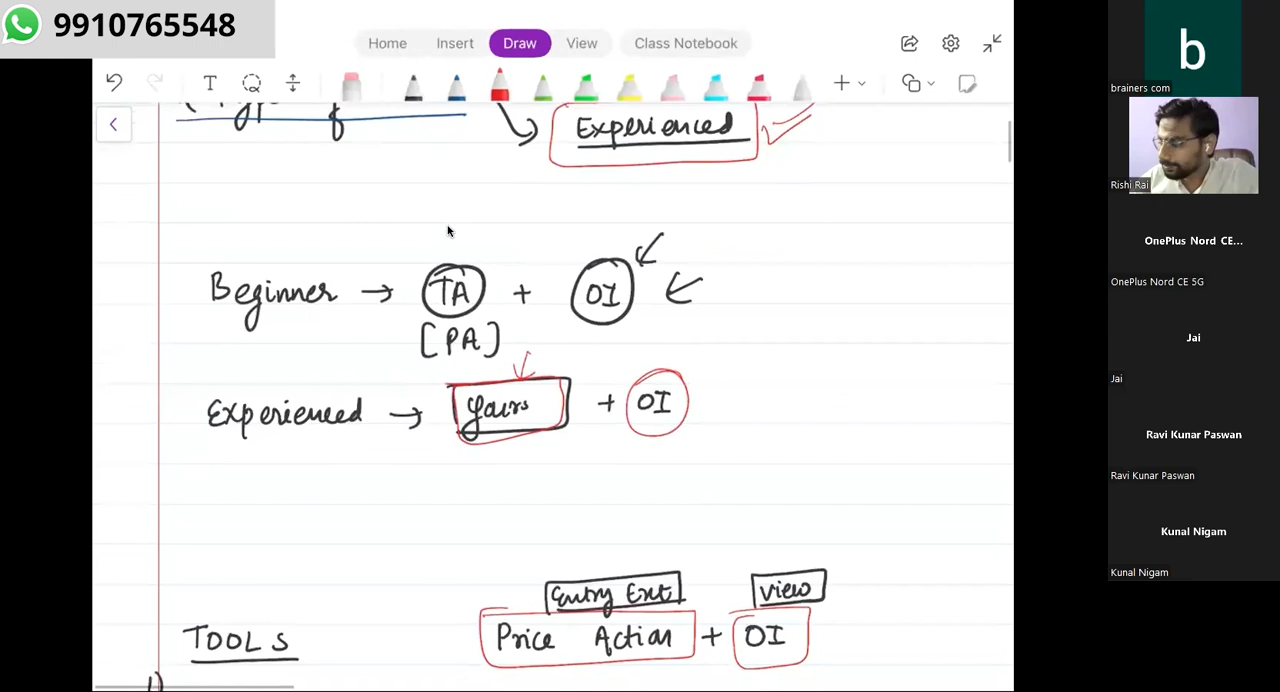 9910765548
Home Insert Draw View Class Notebook
b
brainers com
Experienced
Rishi Rai
OnePlus Nord CE...
OnePlus Nord CE 5G
Beginner → TA + OI
[PA]
Jai
Jai
Experienced → Yours + OI
Ravi Kunar Paswan
Ravi Kunar Paswan
Kunal Nigam
Kunal Nigam
Entry Exit View
TOOLS Price Action + OI
1)